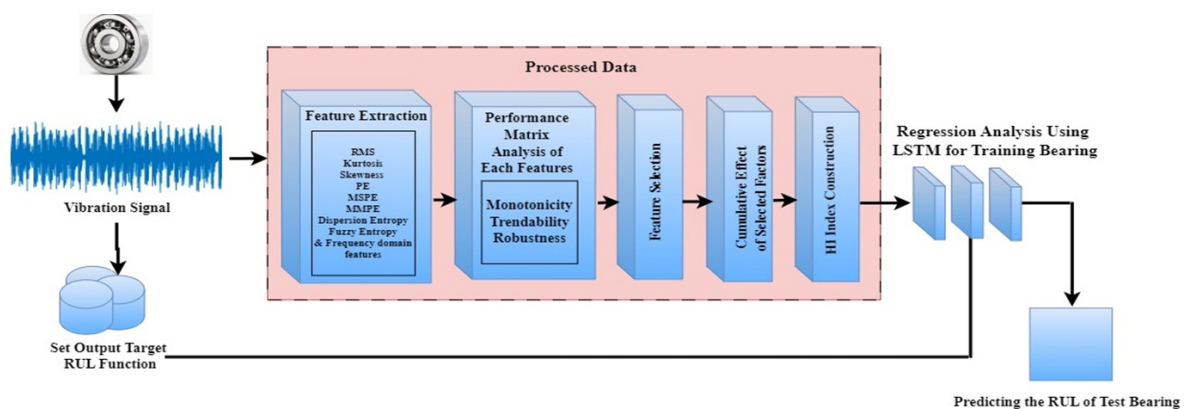 Processed Data
Feature Extraction
RMS
Kurtosis
Skewness
PE
MSPE
MMPE
Dispersion Entropy
Fuzzy Entropy
& Frequency domain
features
Performance
Matrix
Analysis of
Each Features
Monotonicity
Trendability
Robustness
Feature Selection
Cumulative Effect
of Selected Factors
HI Index Construction
Regression Analysis Using
LSTM for Training Bearing
Vibration Signal
Set Output Target
RUL Function
Predicting the RUL of Test Bearing